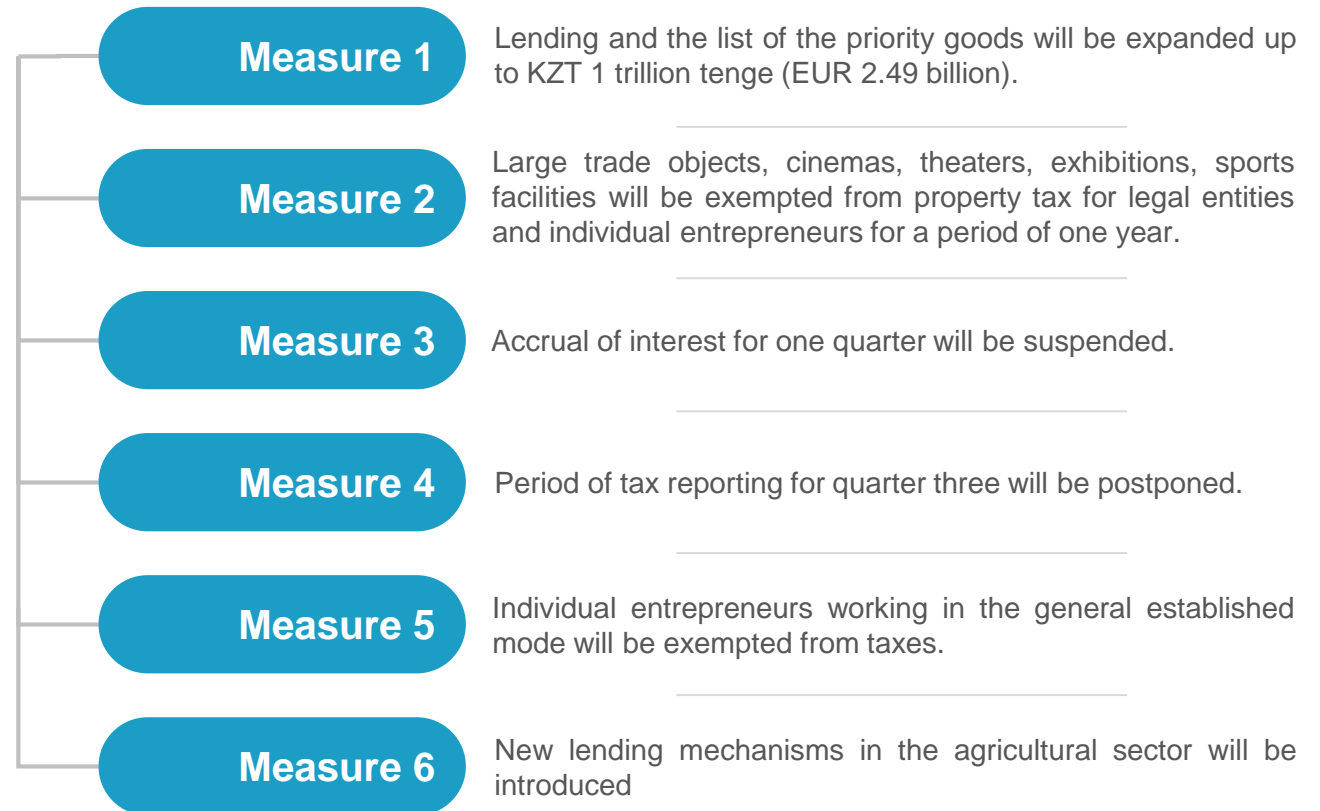 Measure 1
Lending and the list of the priority goods will be expanded up
to KZT 1 trillion tenge (EUR 2.49 billion).
Measure 2
Large trade objects, cinemas, theaters, exhibitions, sports
facilities will be exempted from property tax for legal entities
and individual entrepreneurs for a period of one year.
Measure 3
Accrual of interest for one quarter will be suspended.
Measure 4
Period of tax reporting for quarter three will be postponed.
Measure 5
Individual entrepreneurs working in the general established
mode will be exempted from taxes.
Measure 6
New lending mechanisms in the agricultural sector will be
introduced